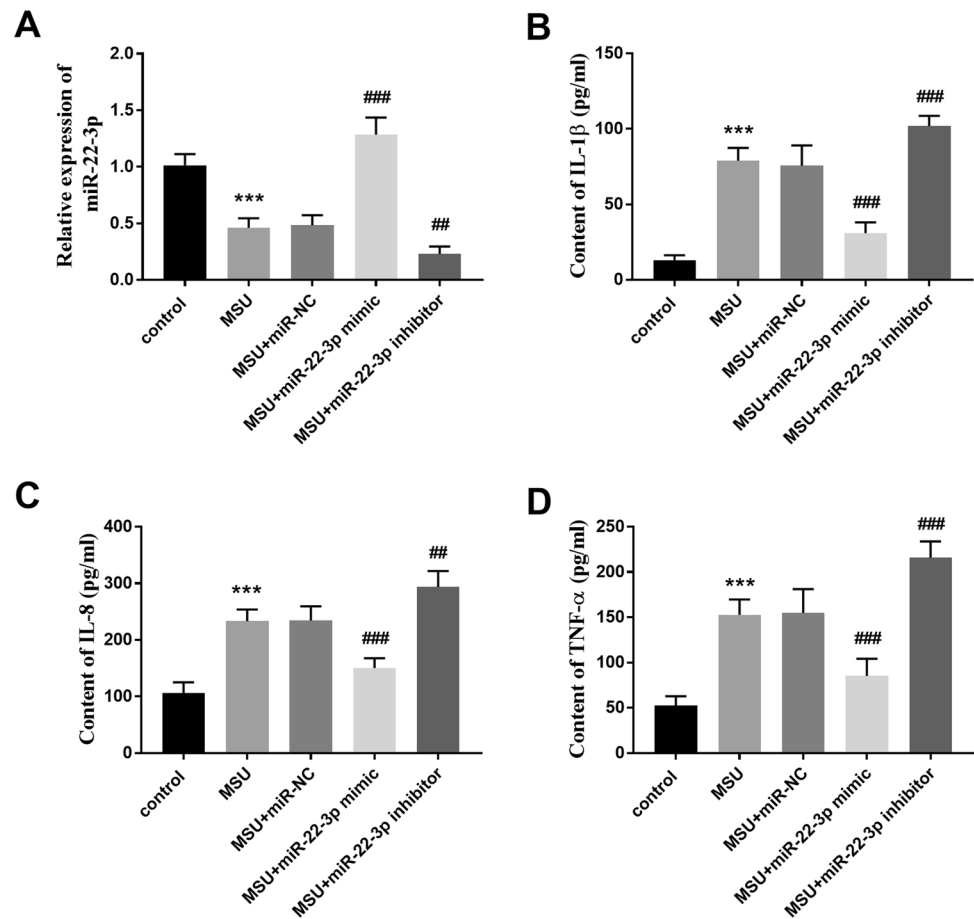 A
Relative expression of
miR-22-3p
2.0
1.5
1.0
0.5
0.0
***
###
##
control
MSU
MSU+miR-NC
MSU+miR-22-3p mimic
MSU+miR-22-3p inhibitor
B
Content of IL-1β (pg/ml)
150
100
50
0
***
###
###
control
MSU
MSU+miR-NC
MSU+miR-22-3p mimic
MSU+miR-22-3p inhibitor
C
Content of IL-8 (pg/ml)
400
300
200
100
0
***
###
##
control
MSU
MSU+miR-NC
MSU+miR-22-3p mimic
MSU+miR-22-3p inhibitor
D
Content of TNF-α (pg/ml)
250
200
150
100
50
0
***
###
###
control
MSU
MSU+miR-NC
MSU+miR-22-3p mimic
MSU+miR-22-3p inhibitor